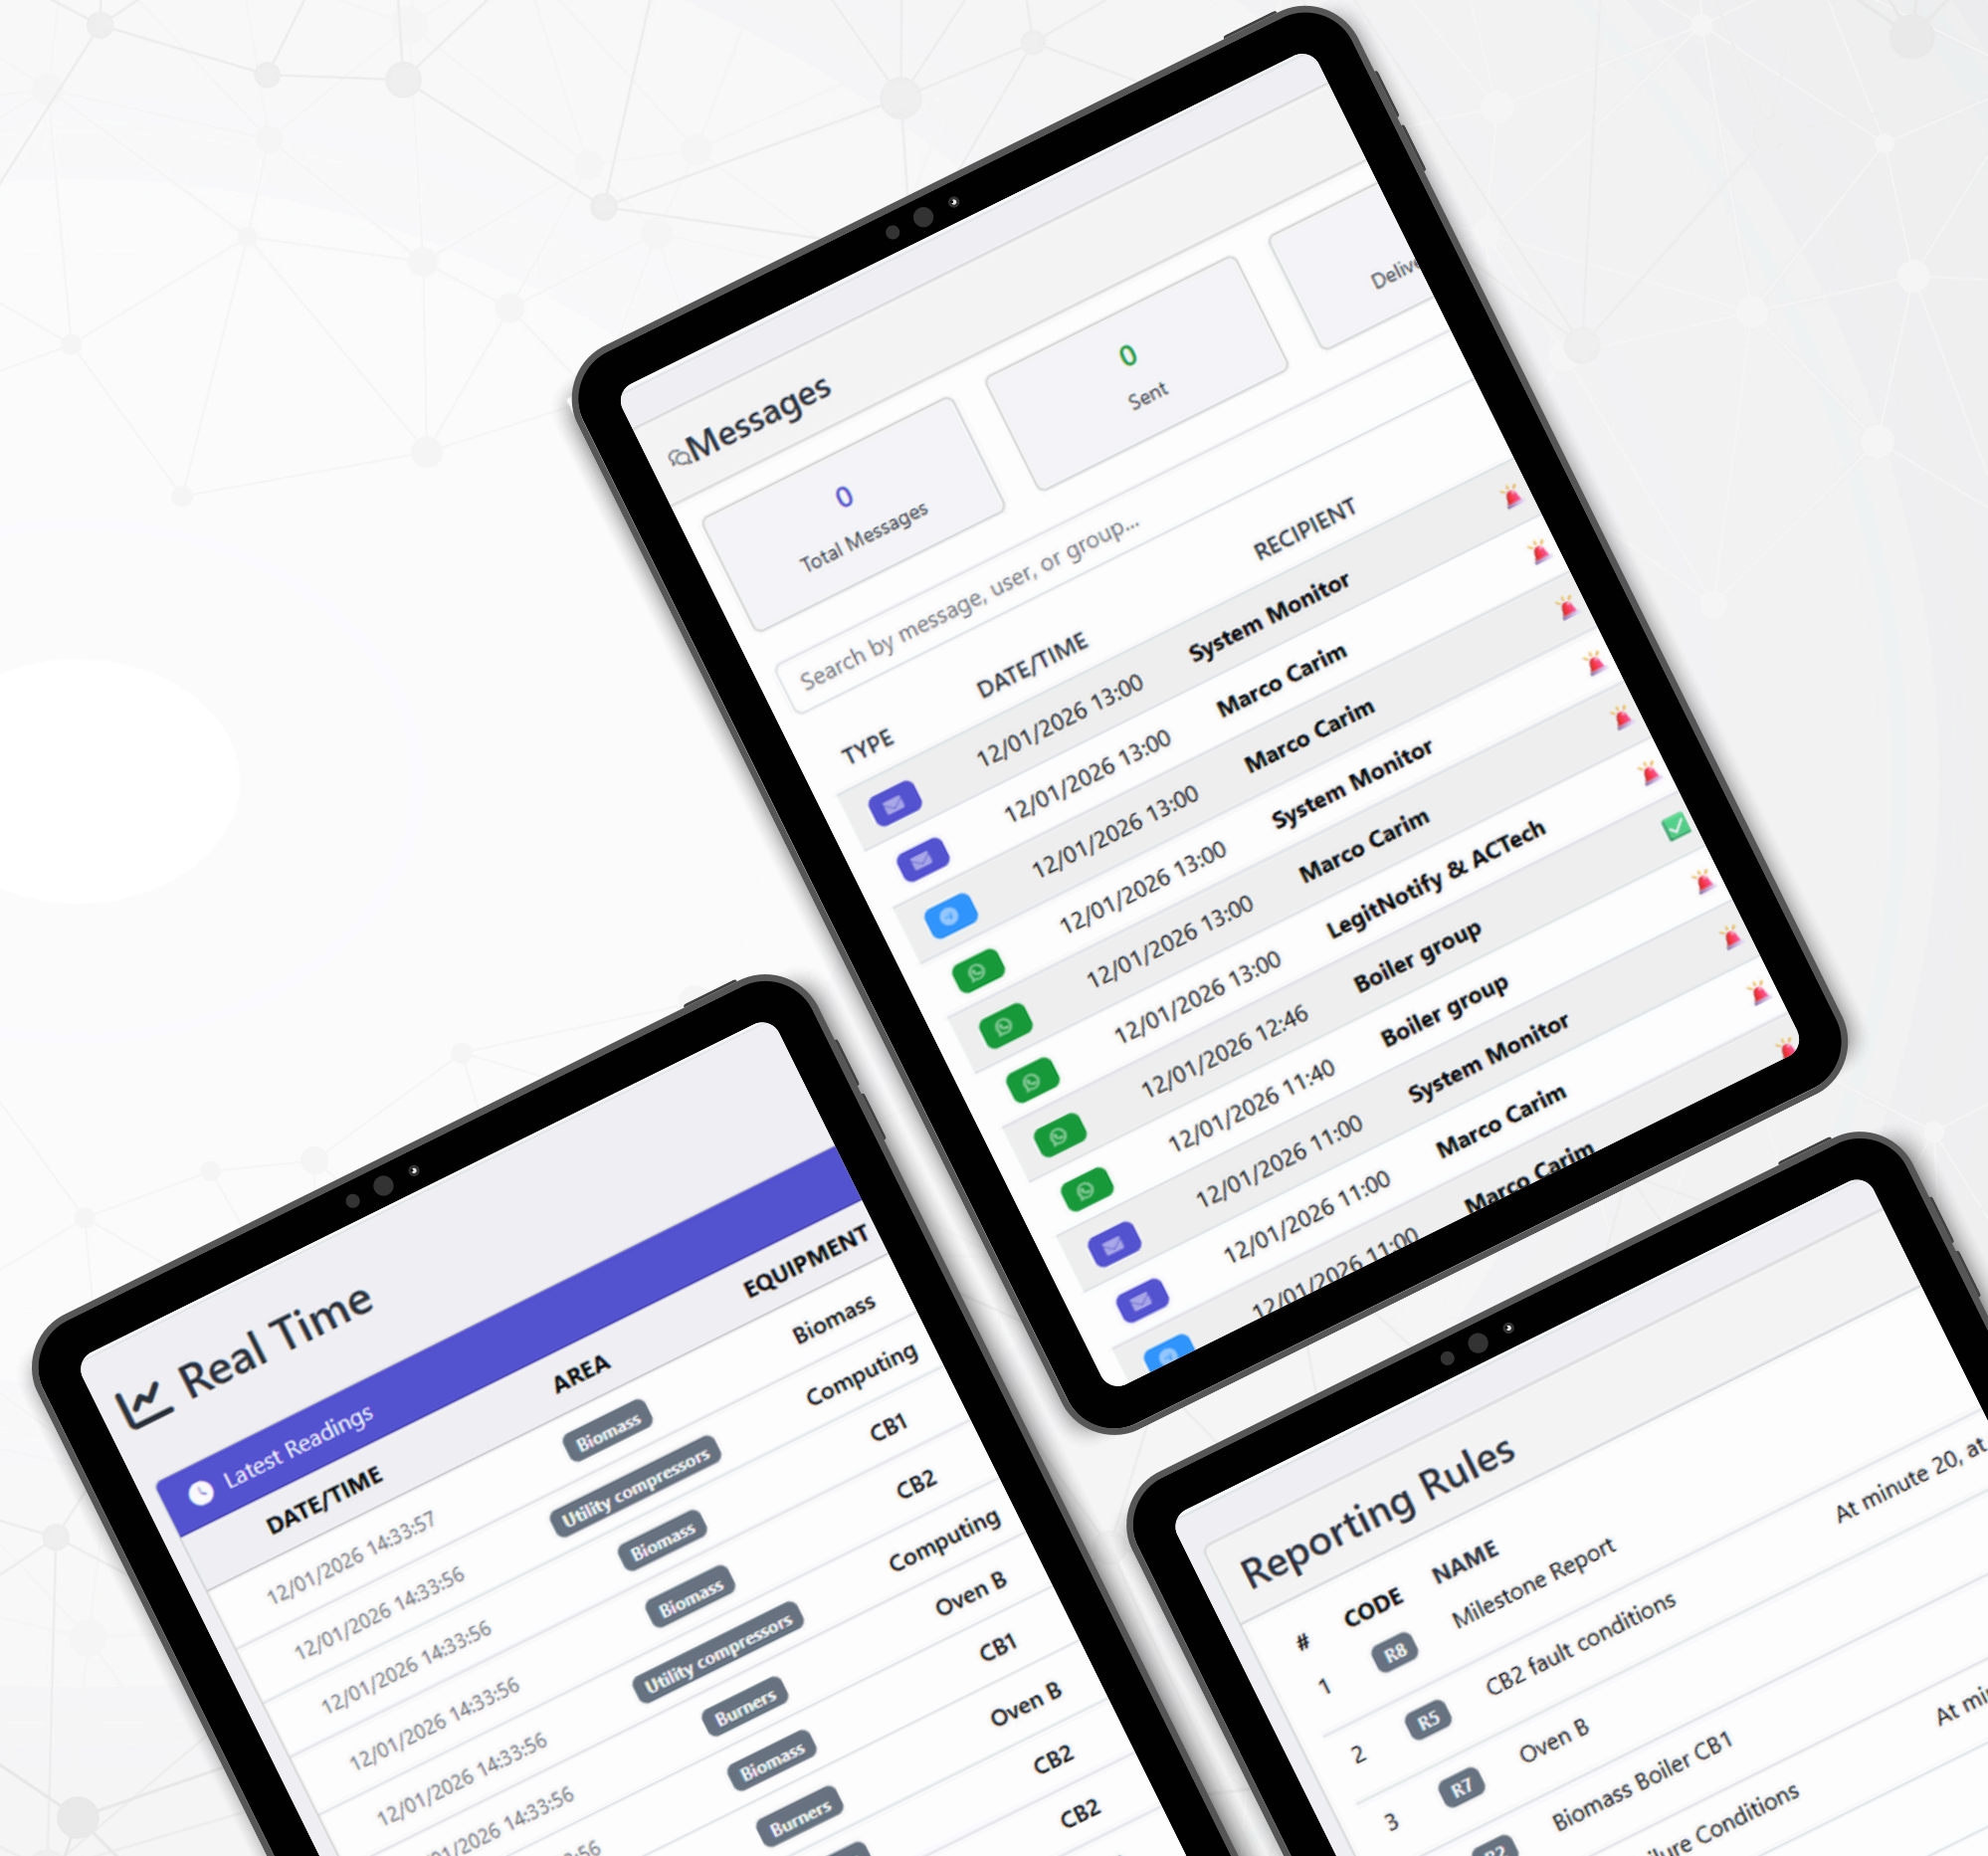 Messages
0
Total Messages
0
Sent
Search by message, user, or group...
TYPE DATE/TIME RECIPIENT
12/01/2026 13:00 System Monitor
12/01/2026 13:00 Marco Carim
12/01/2026 13:00 Marco Carim
12/01/2026 13:00 System Monitor
12/01/2026 13:00 Marco Carim
12/01/2026 13:00 LegitNotify & ACTech
12/01/2026 12:46 Boiler group
12/01/2026 11:40 Boiler group
12/01/2026 11:00 System Monitor
12/01/2026 11:00 Marco Carim
12/01/2026 11:00 Marco Carim
Real Time
Latest Readings
DATE/TIME AREA EQUIPMENT
12/01/2026 14:33:57 Biomass Biomass
12/01/2026 14:33:56 Utility compressors Computing
12/01/2026 14:33:56 Biomass CB1
12/01/2026 14:33:56 Biomass CB2
12/01/2026 14:33:56 Utility compressors Computing
14:33:56 Burners Oven B
Biomass CB1
Burners Oven B
CB2
CB2
Reporting Rules
# CODE NAME
1 R8 Milestone Report At minute 20, at
2 R5 CB2 fault conditions
3 R7 Oven B At
Biomass Boiler CB1
Conditions